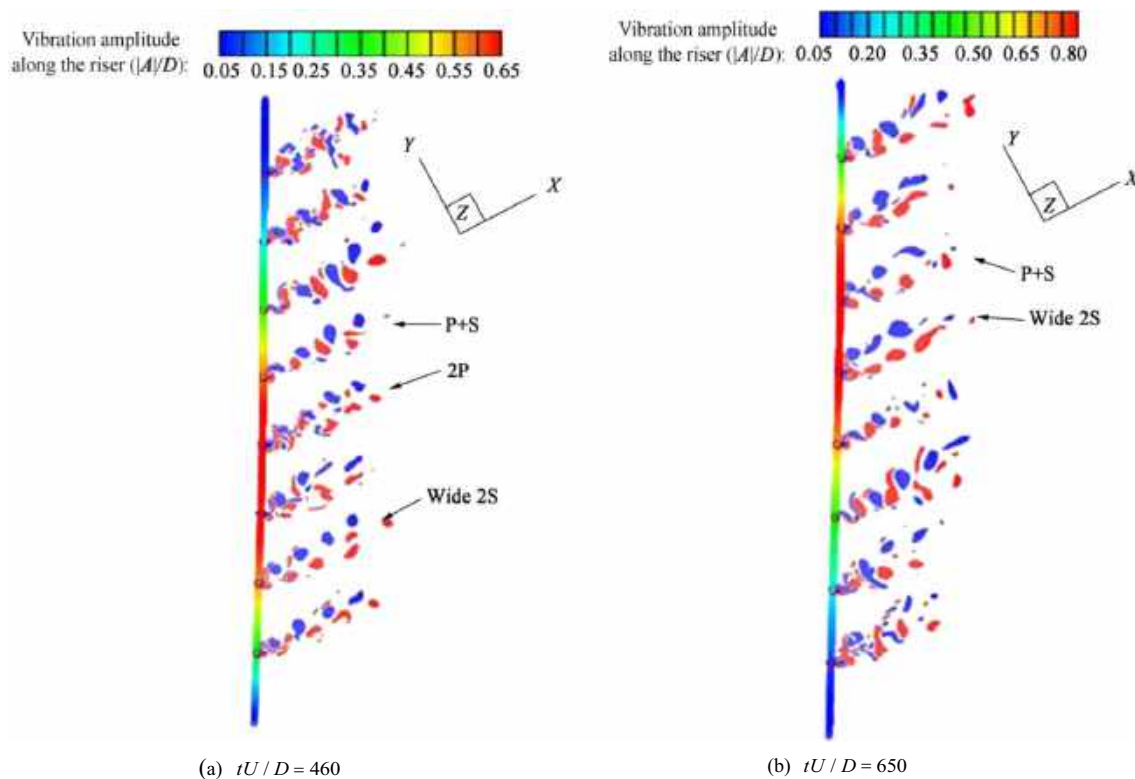 Vibration amplitude
along the riser (|A|/D):
0.05 0.15 0.25 0.35 0.45 0.55 0.65
Y
X
Z
P+S
2P
Wide 2S
(a) tU / D = 460
Vibration amplitude
along the riser (|A|/D):
0.05 0.20 0.35 0.50 0.65 0.80
Y
X
Z
P+S
Wide 2S
(b) tU / D = 650